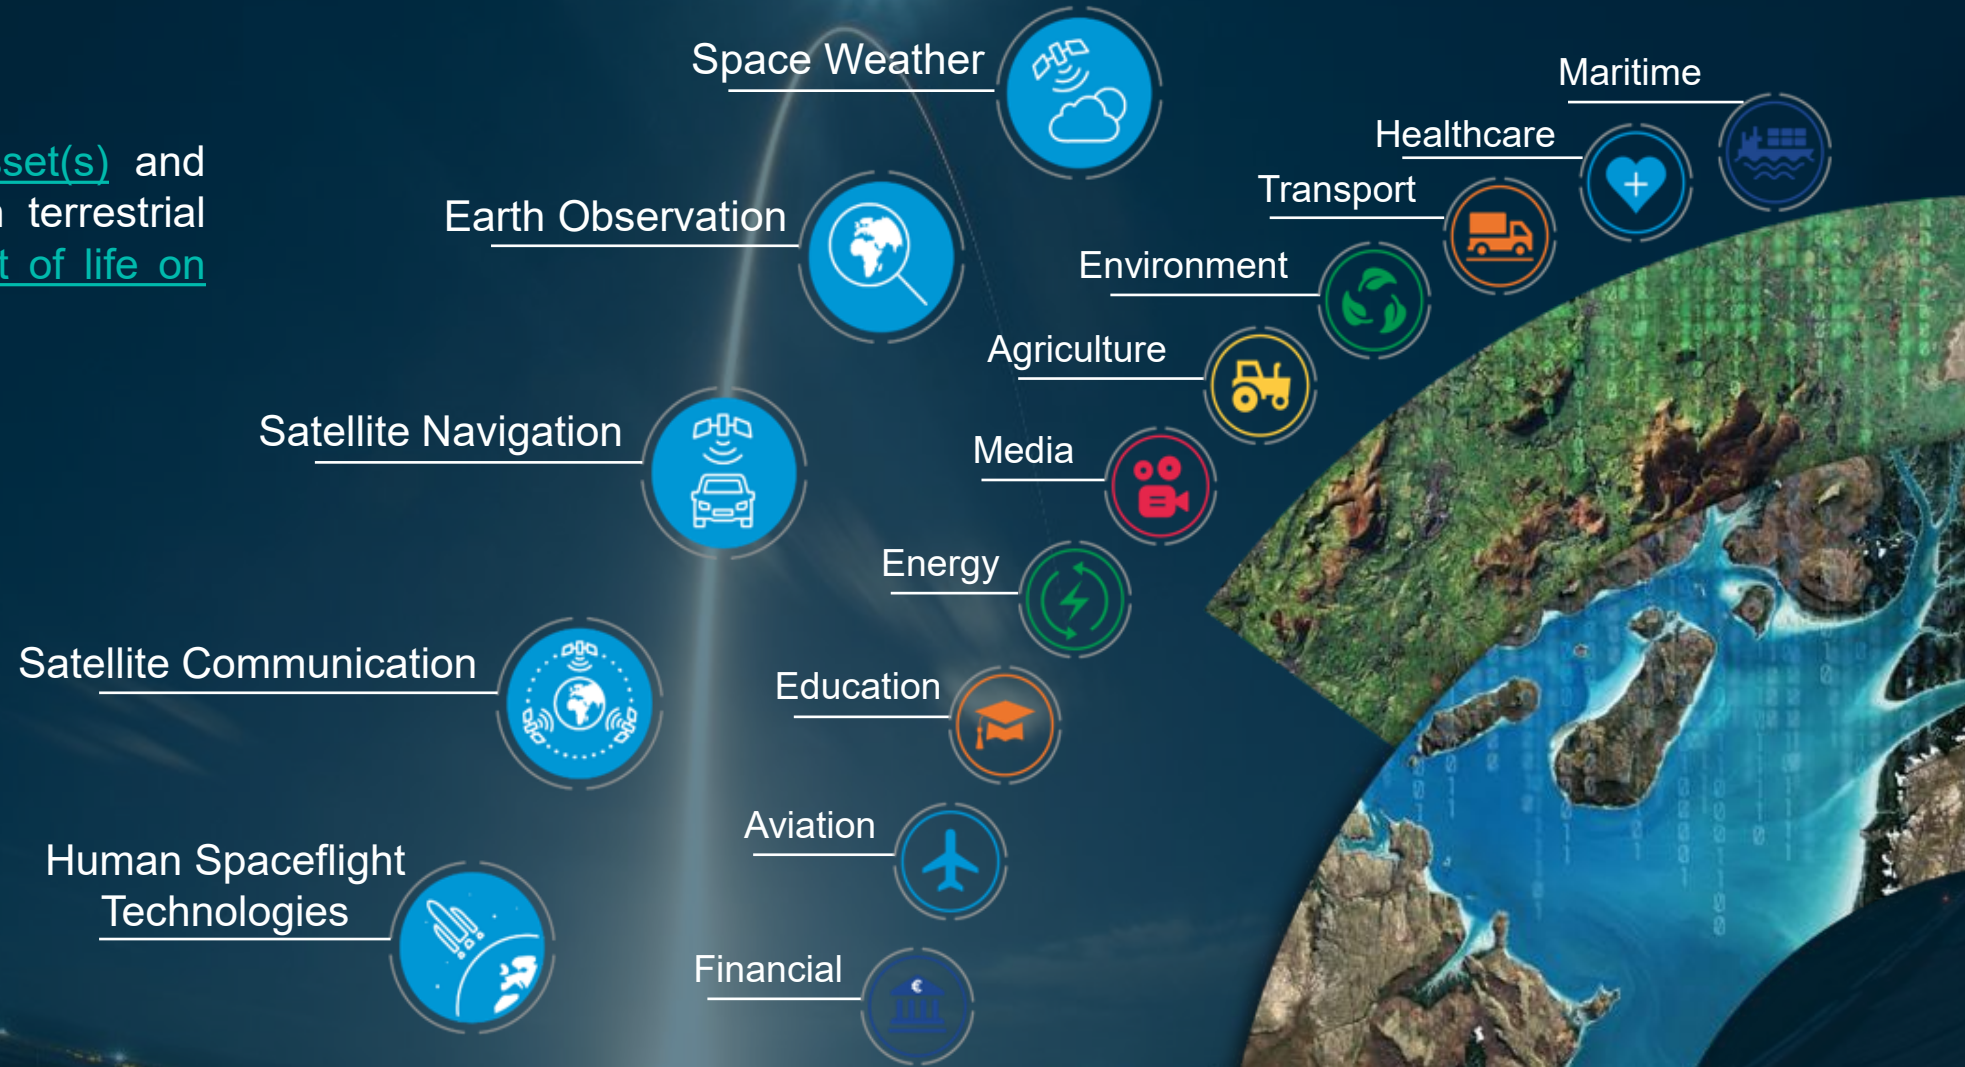 and
terrestrial
t of life on
Space Weather
Earth Observation
Satellite Navigation
Satellite Communication
Human Spaceflight
Technologies
Maritime
Healthcare
Transport
Environment
Agriculture
Media
Energy
Education
Aviation
Financial
€